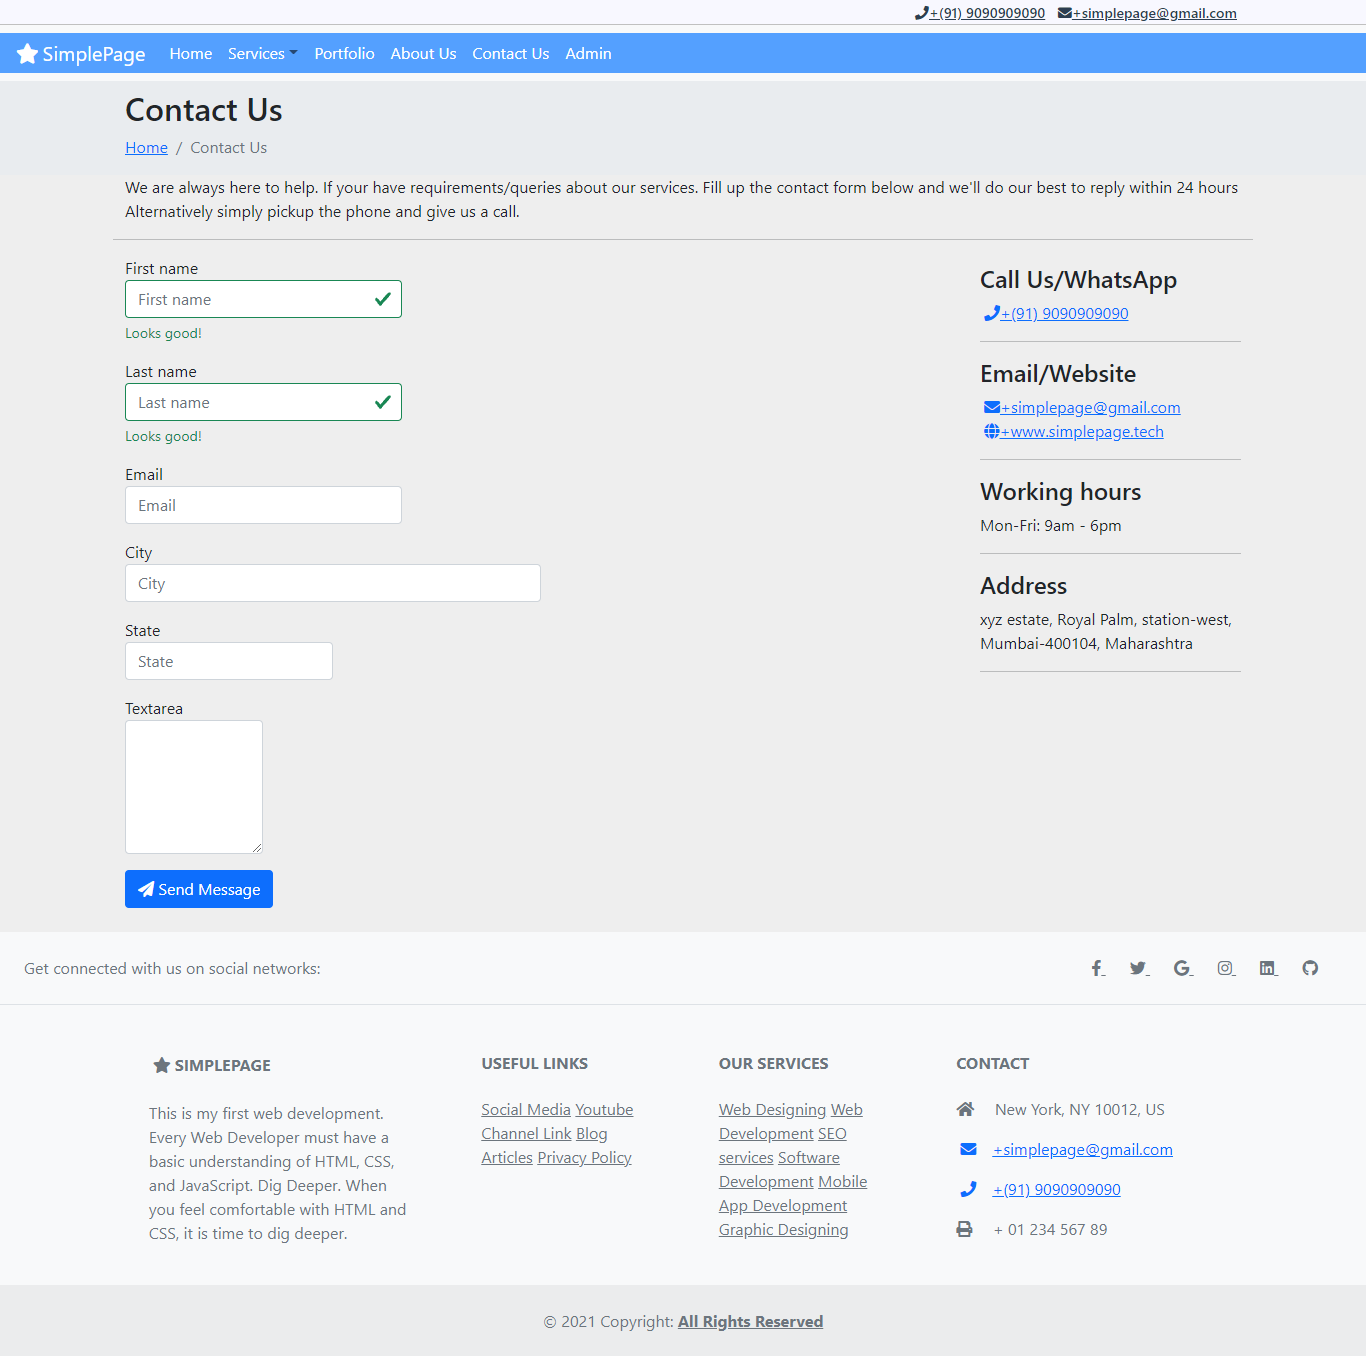 +(91) 9090909090 +simplepage@gmail.com
SimplePage Home Services Portfolio About Us Contact Us Admin
Contact Us
Home / Contact Us
We are always here to help. If your have requirements/queries about our services. Fill up the contact form below and we'll do our best to reply within 24 hours
Alternatively simply pickup the phone and give us a call.
First name
First name
Looks good!
Last name
Last name
Looks good!
Email
Email
City
City
State
State
Textarea
Send Message
Call Us/WhatsApp
+(91) 9090909090
Email/Website
+simplepage@gmail.com
+www.simplepage.tech
Working hours
Mon-Fri: 9am - 6pm
Address
xyz estate, Royal Palm, station-west,
Mumbai-400104, Maharashtra
Get connected with us on social networks:
SIMPLEPAGE
This is my first web development.
Every Web Developer must have a
basic understanding of HTML, CSS,
and JavaScript. Dig Deeper. When
you feel comfortable with HTML and
CSS, it is time to dig deeper.
USEFUL LINKS
Social Media Youtube
Channel Link Blog
Articles Privacy Policy
OUR SERVICES
Web Designing Web
Development SEO
services Software
Development Mobile
App Development
Graphic Designing
CONTACT
New York, NY 10012, US
+simplepage@gmail.com
+(91) 9090909090
+ 01 234 567 89
© 2021 Copyright: All Rights Reserved